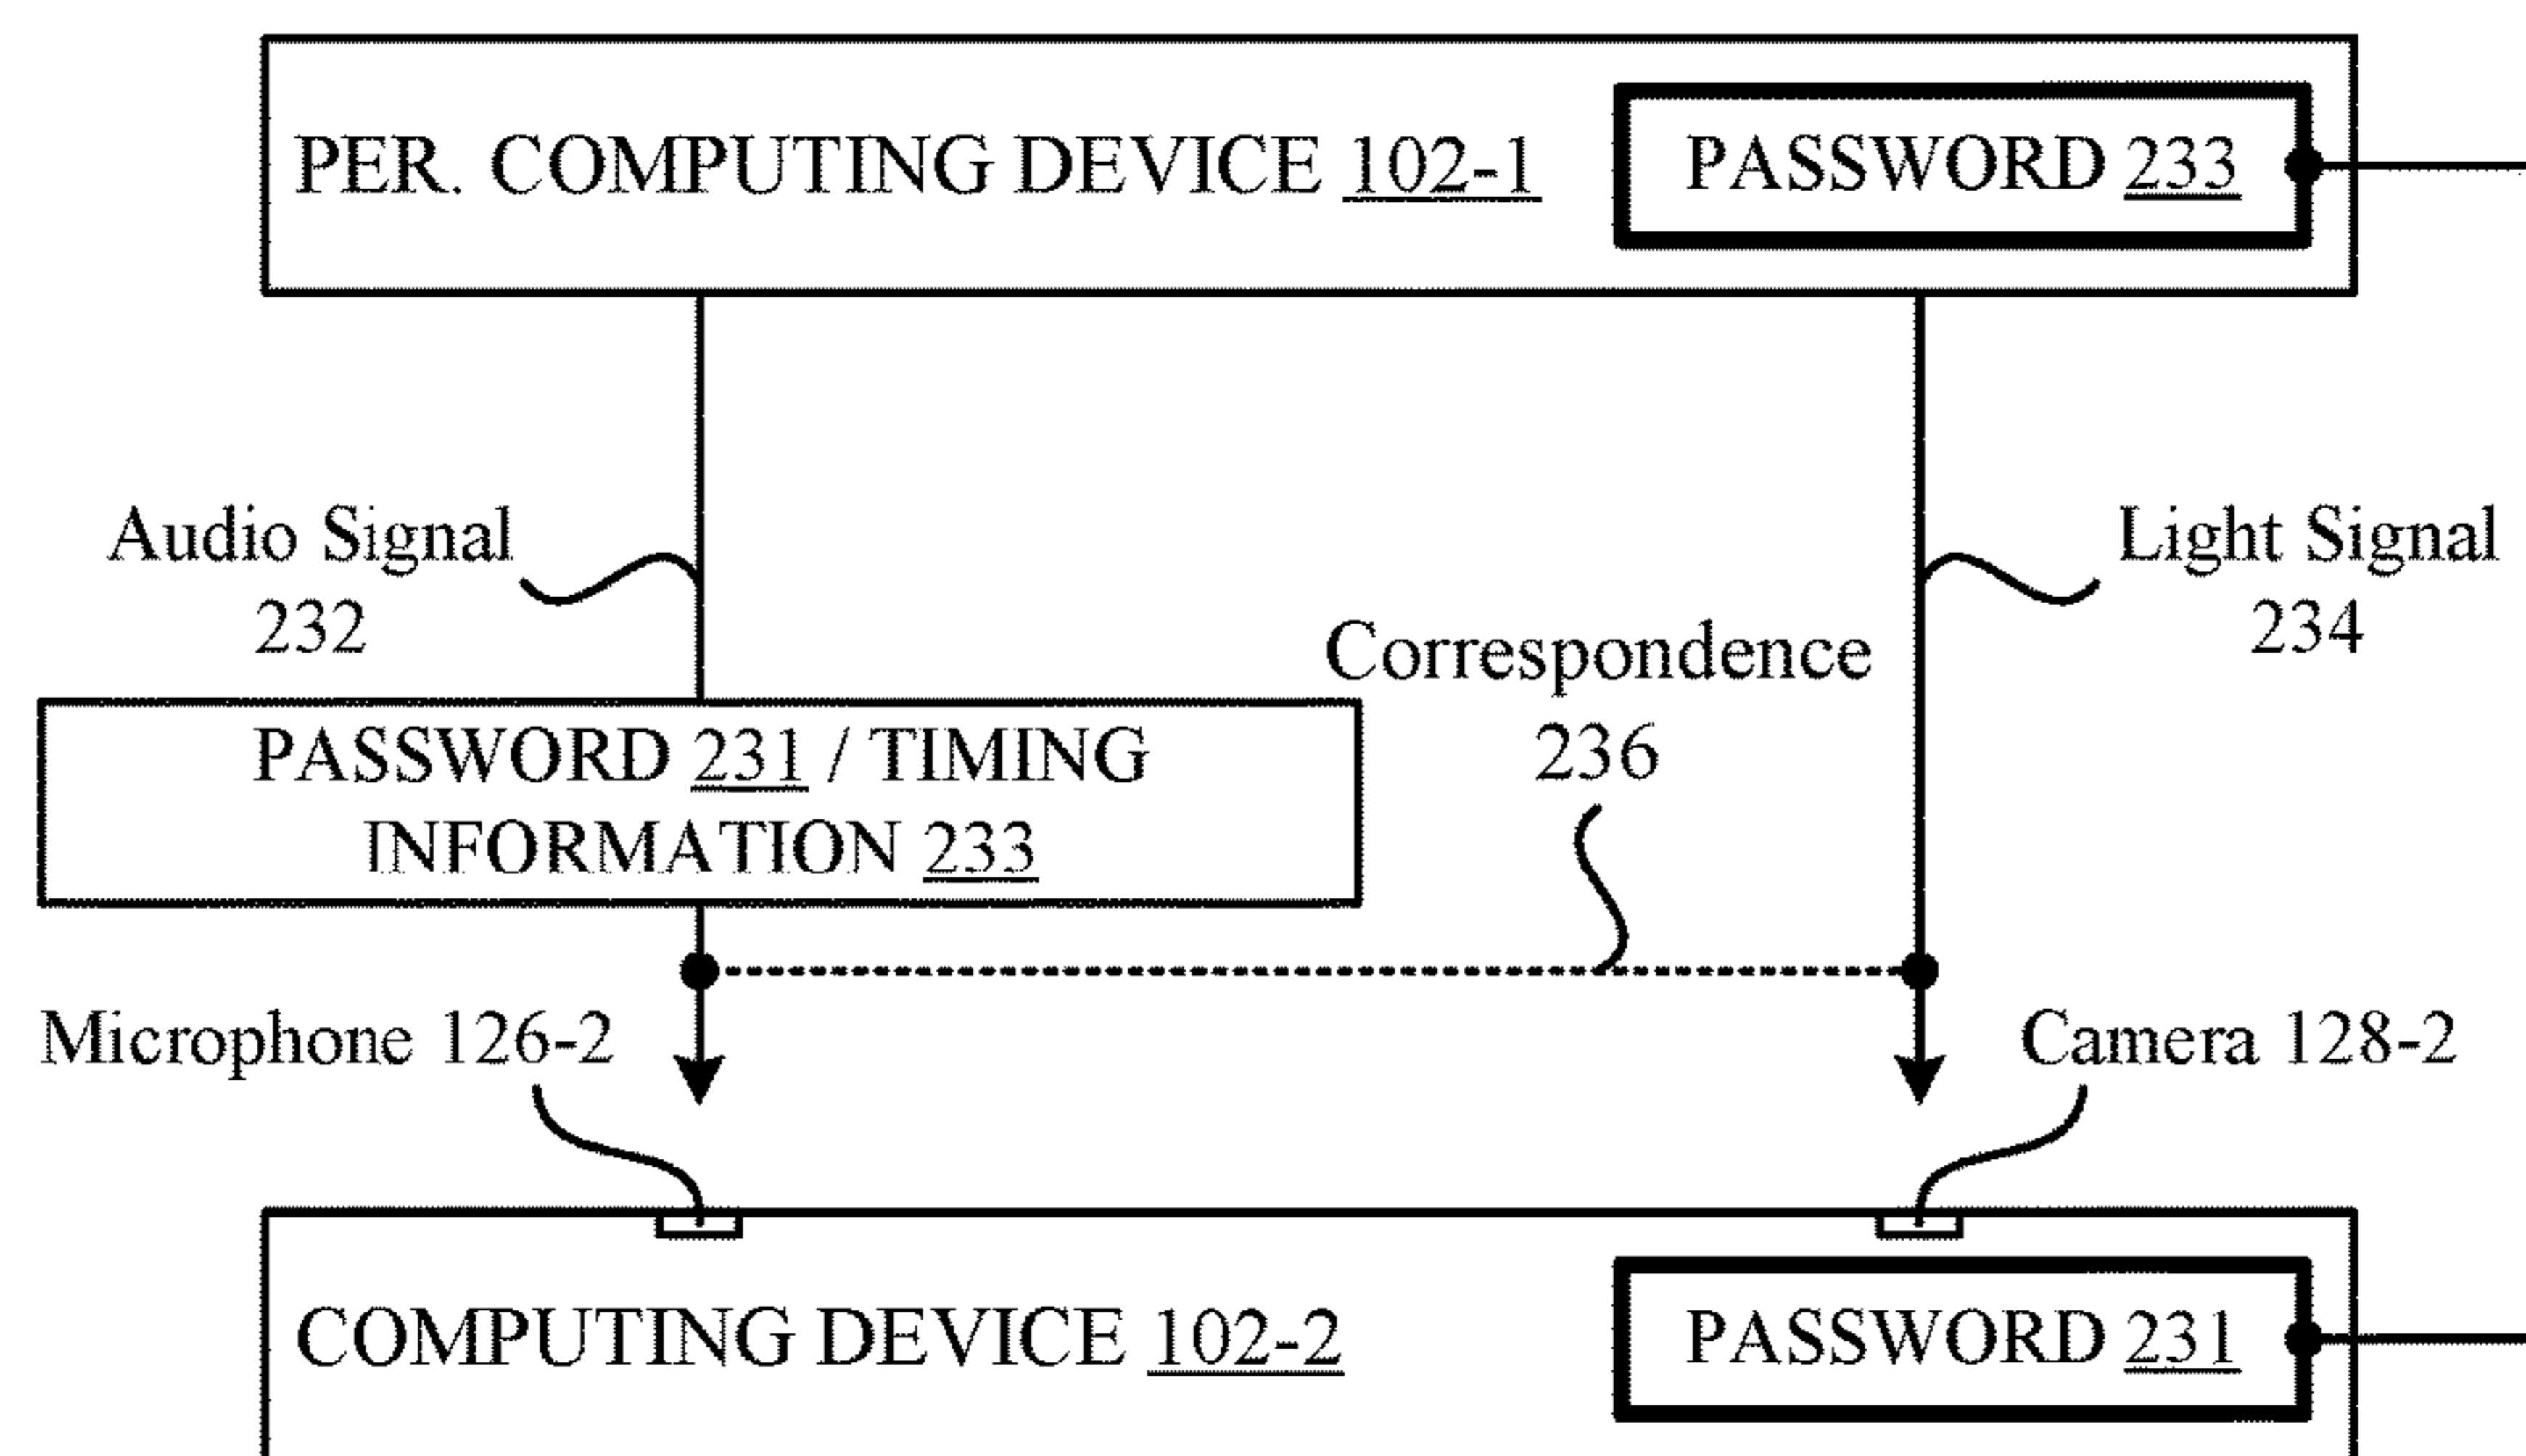 PER. COMPUTING DEVICE 102-1
PASSWORD 233
Audio Signal
232
Light Signal
234
Correspondence
236
PASSWORD 231 / TIMING
INFORMATION 233
Microphone 126-2
Camera 128-2
COMPUTING DEVICE 102-2
PASSWORD 231